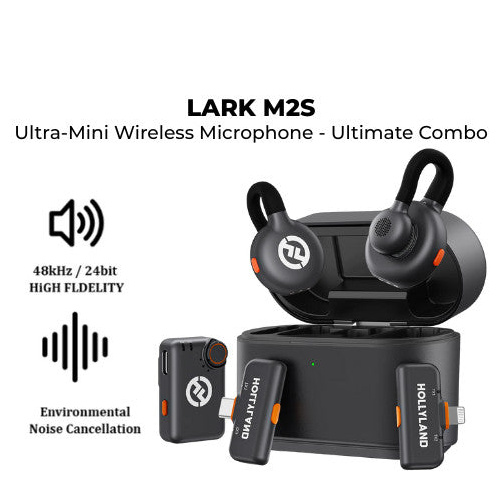 LARK M2S
Ultra-Mini Wireless Microphone - Ultimate Combo
48kHz / 24bit
HiGH FLDELITY
Environmental
Noise Cancellation
HOLLYLAND
HOLLYLAND